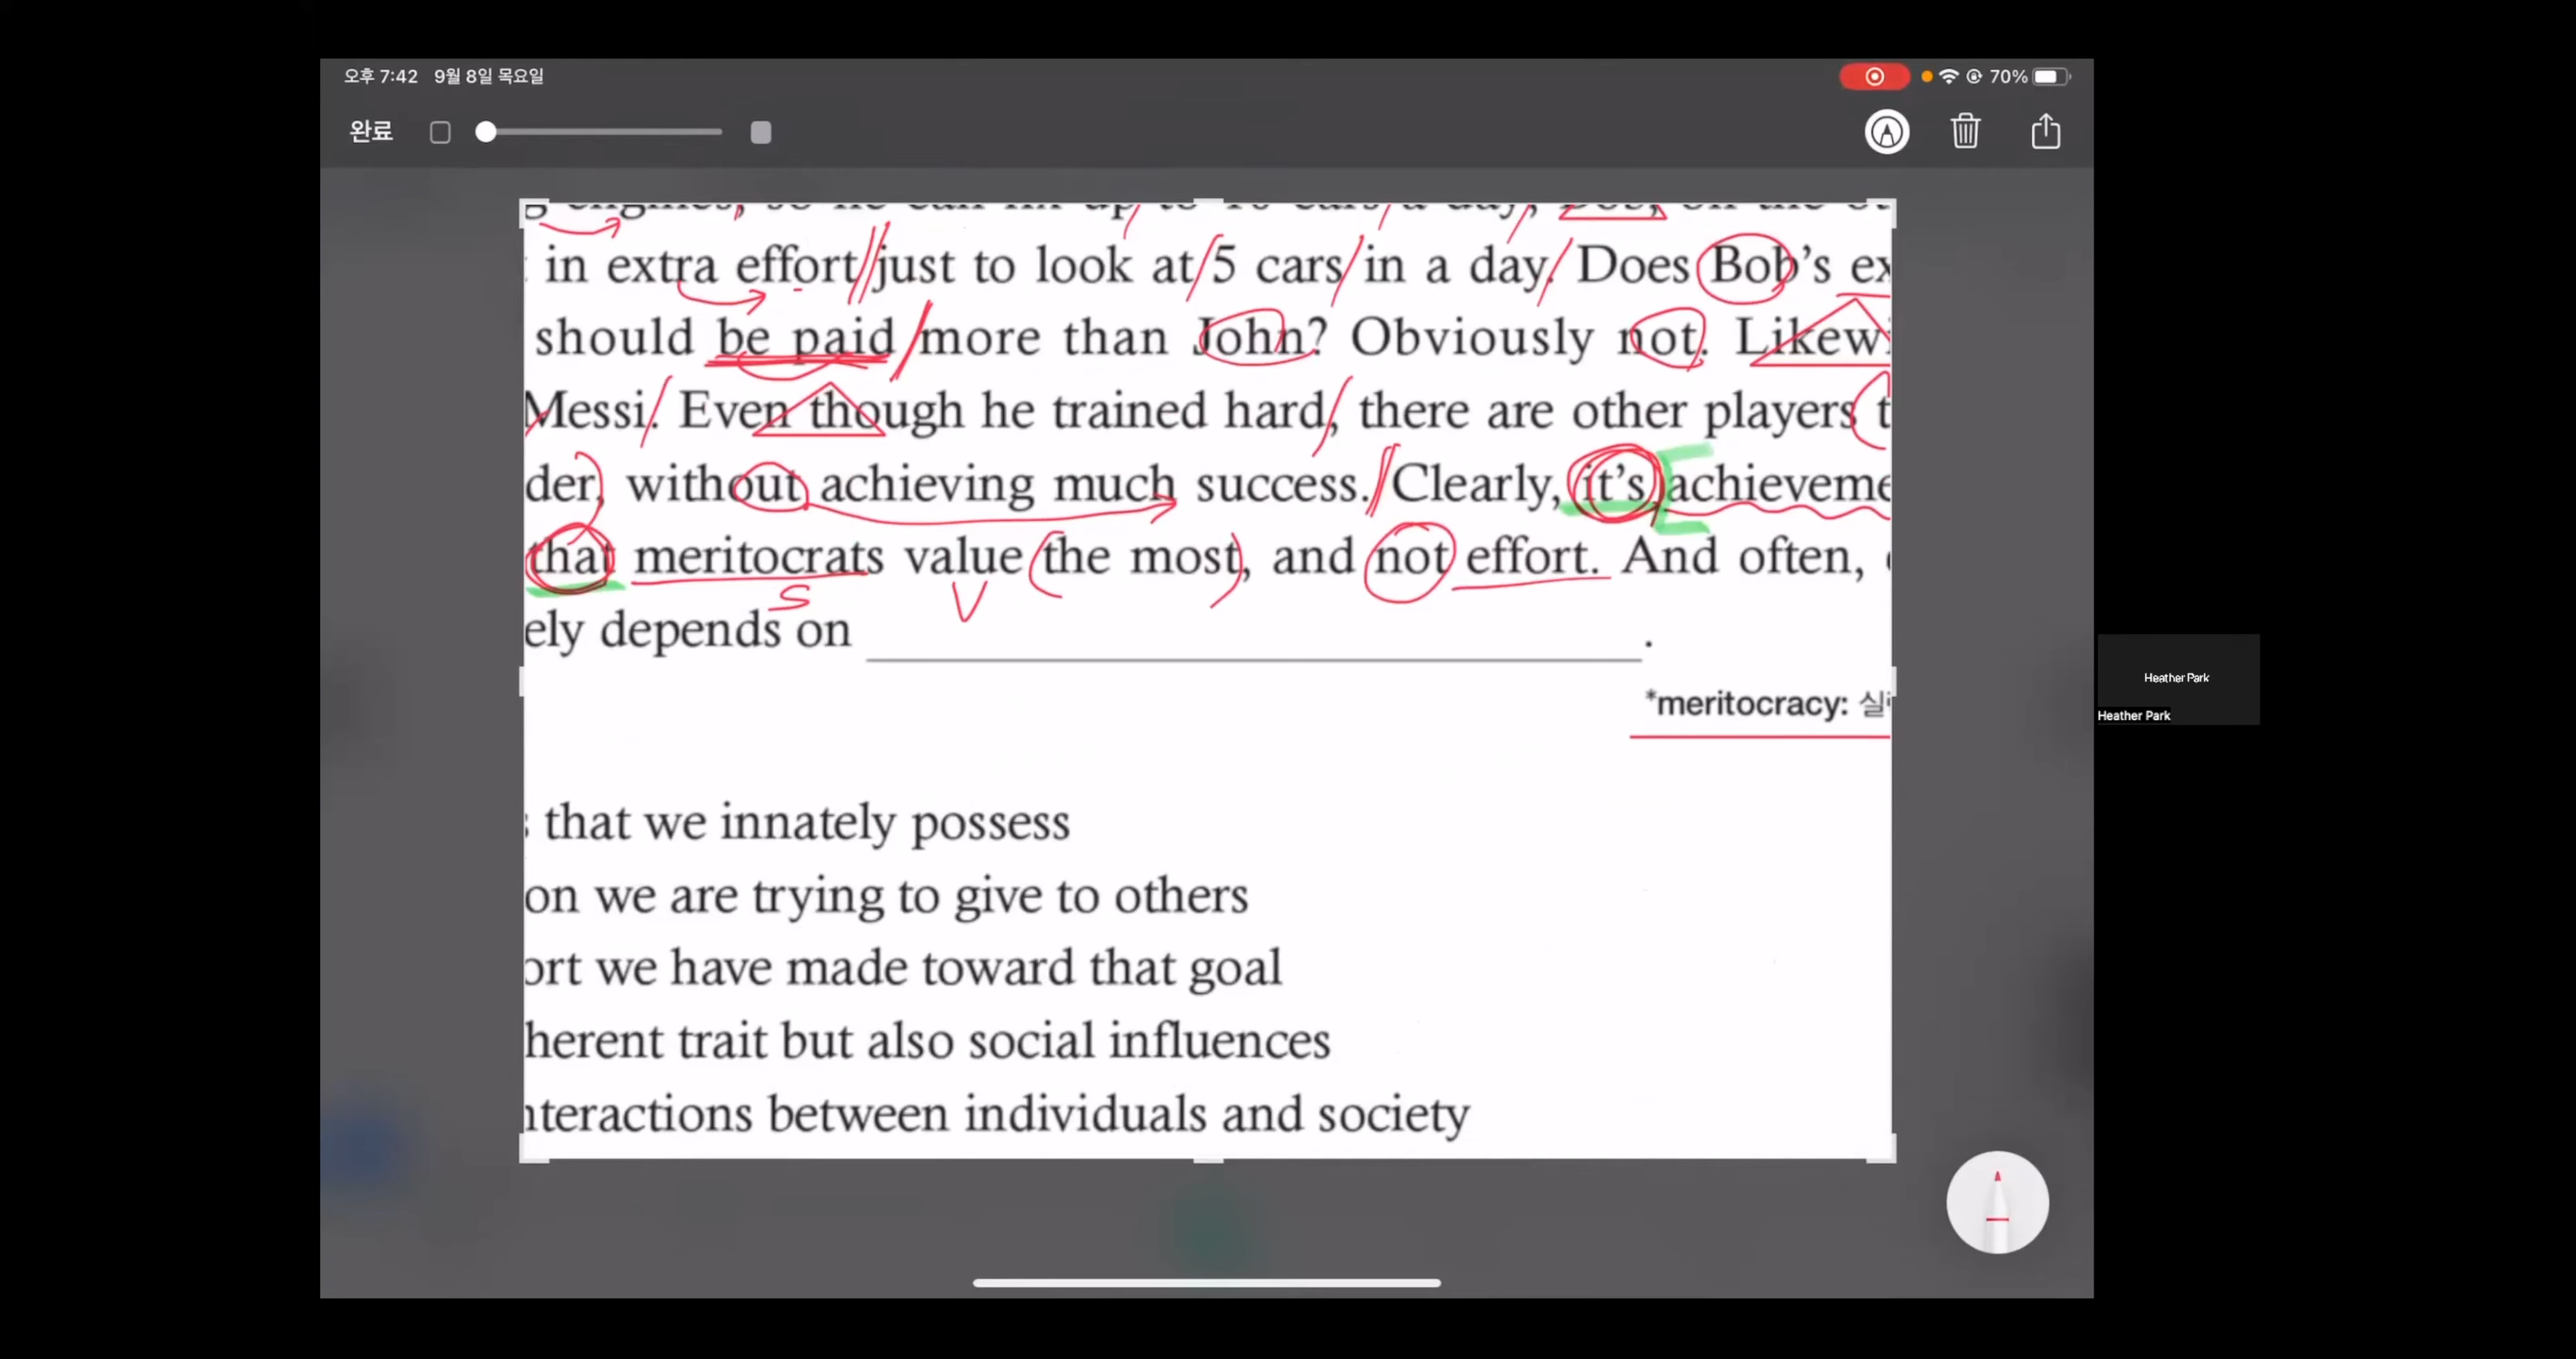 오후 7:42 9월 8일 목요일
70%
완료
in extra effort just to look at 5 cars in a day. Does Bob's ex
should be paid more than John? Obviously not. Likewi
Messi. Even though he trained hard, there are other players t
der, without achieving much success. Clearly, it's achieveme
that meritocrats value the most, and not effort. And often,
S V
ely depends on .
*meritocracy: 실
that we innately possess
on we are trying to give to others
ort we have made toward that goal
herent trait but also social influences
nteractions between individuals and society
Heather Park
Heather Park